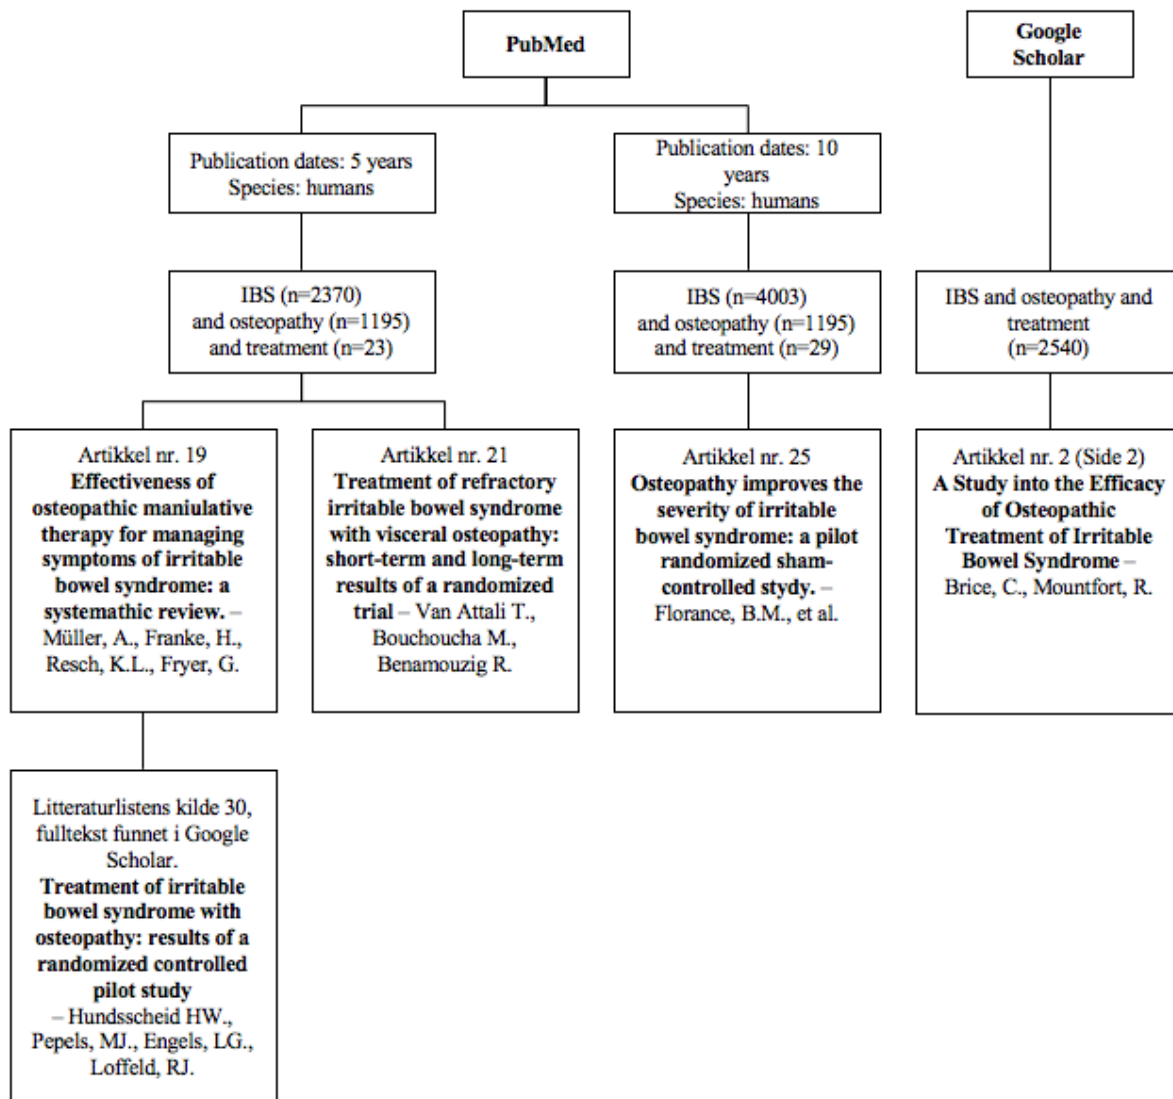 PubMed
Google
Scholar
Publication dates: 5 years
Species: humans
Publication dates: 10
years
Species: humans
IBS (n=2370)
and osteopathy (n=1195)
and treatment (n=23)
IBS (n=4003)
and osteopathy (n=1195)
and treatment (n=29)
IBS and osteopathy and
treatment
(n=2540)
Artikkel nr. 19
Effectiveness of
osteopathic maniulative
therapy for managing
symptoms of irritable
bowel syndrome: a
systemathic review. –
Müller, A., Franke, H.,
Resch, K.L., Fryer, G.
Artikkel nr. 21
Treatment of refractory
irritable bowel syndrome
with visceral osteopathy:
short-term and long-term
results of a randomized
trial – Van Attali T.,
Bouchoucha M.,
Benamouzig R.
Artikkel nr. 25
Osteopathy improves the
severity of irritable
bowel syndrome: a pilot
randomized sham-
controlled stydy. –
Florance, B.M., et al.
Artikkel nr. 2 (Side 2)
A Study into the Efficacy
of Osteopathic
Treatment of Irritable
Bowel Syndrome –
Brice, C., Mountfort, R.
Litteraturlistens kilde 30,
fulltekst funnet i Google
Scholar.
Treatment of irritable
bowel syndrome with
osteopathy: results of a
randomized controlled
pilot study
– Hundsscheid HW.,
Pepels, MJ., Engels, LG.,
Loffeld, RJ.